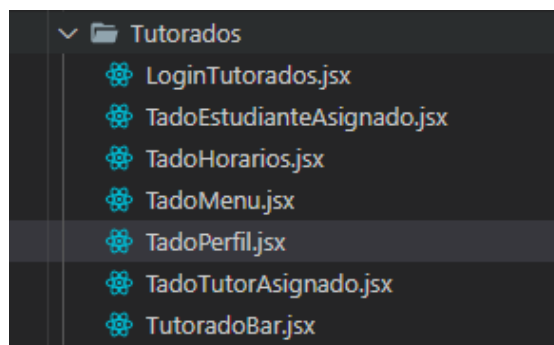 Tutorados
LoginTutorados.jsx
TadoEstudianteAsignado.jsx
TadoHorarios.jsx
TadoMenu.jsx
TadoPerfil.jsx
TadoTutorAsignado.jsx
TutoradoBar.jsx